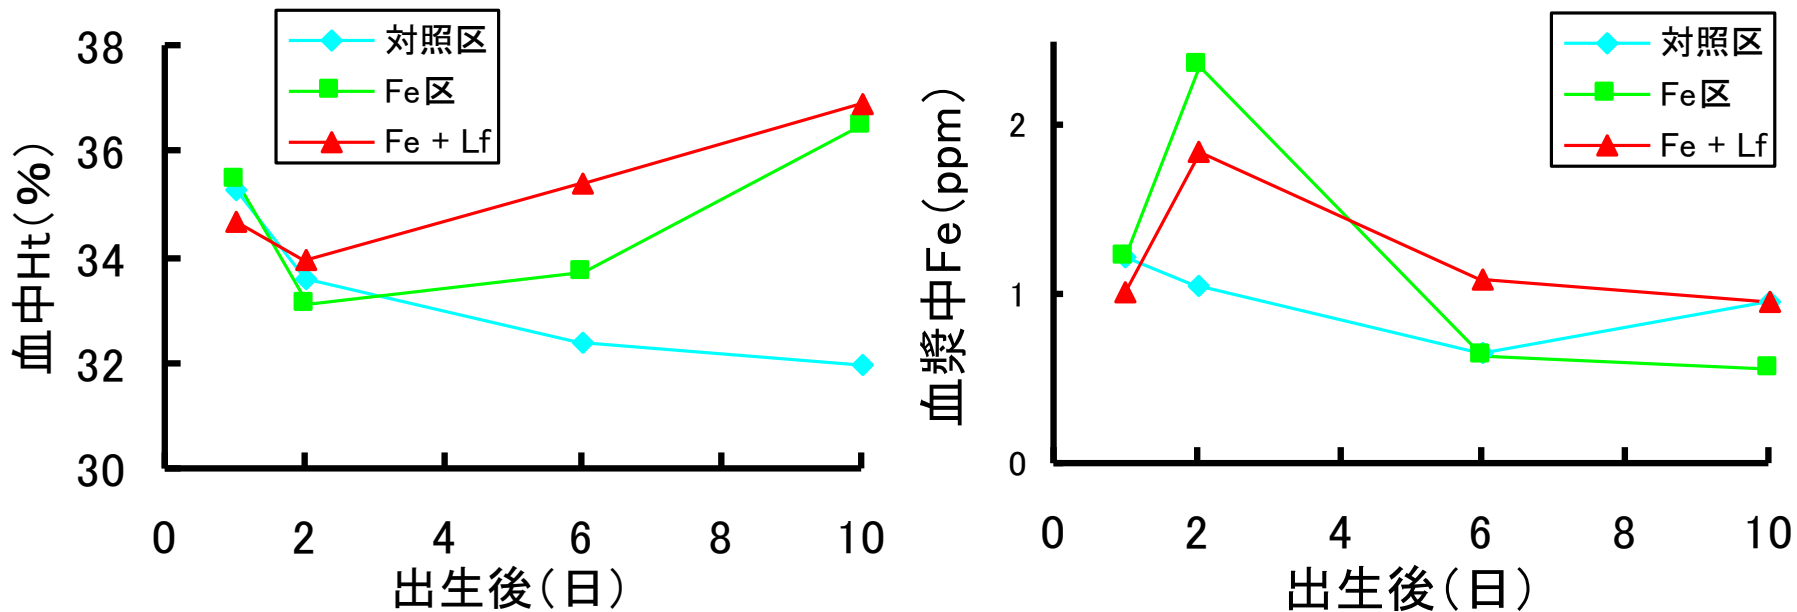 対照区
Fe区
Fe + Lf
血中Ht(%)
38
36
34
32
30
0 2 4 6 8 10
出生後(日)
対照区
Fe区
Fe + Lf
血漿中Fe(ppm)
2
1
0
0 2 4 6 8 10
出生後(日)